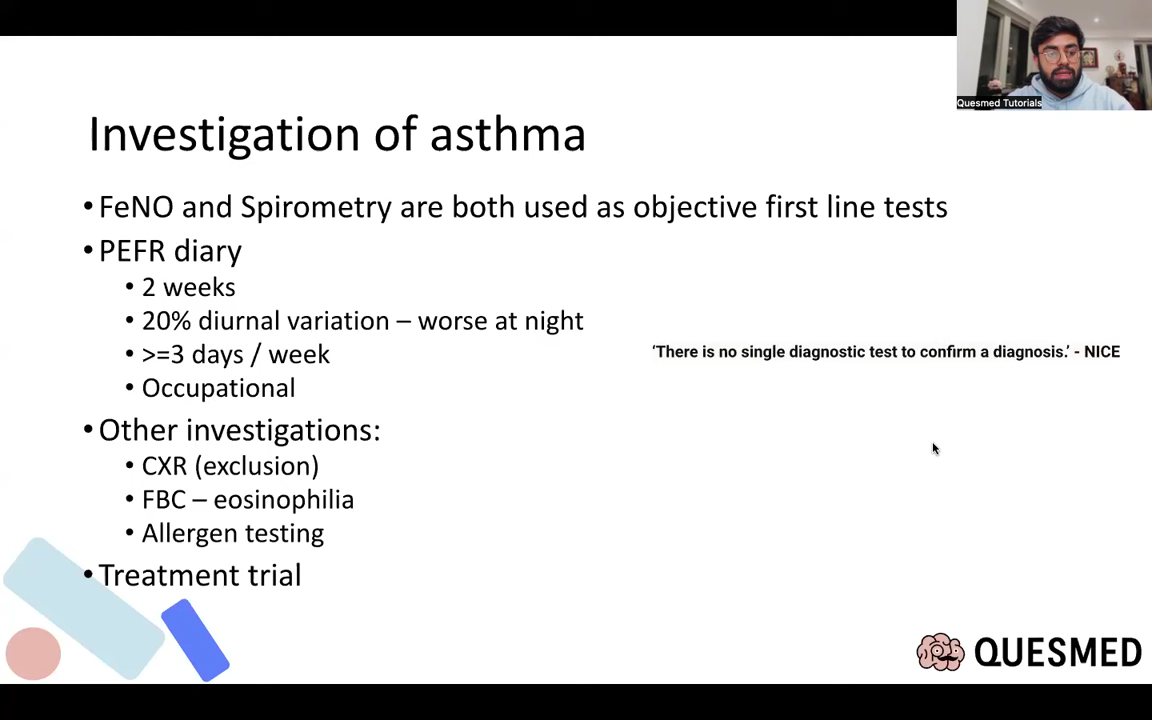 Quesmed Tutorials
Investigation of asthma
•FeNO and Spirometry are both used as objective first line tests
•PEFR diary
• 2 weeks
• 20% diurnal variation – worse at night
• >=3 days / week
• Occupational
‘There is no single diagnostic test to confirm a diagnosis.’ - NICE
•Other investigations:
• CXR (exclusion)
• FBC – eosinophilia
• Allergen testing
•Treatment trial
QUESMED